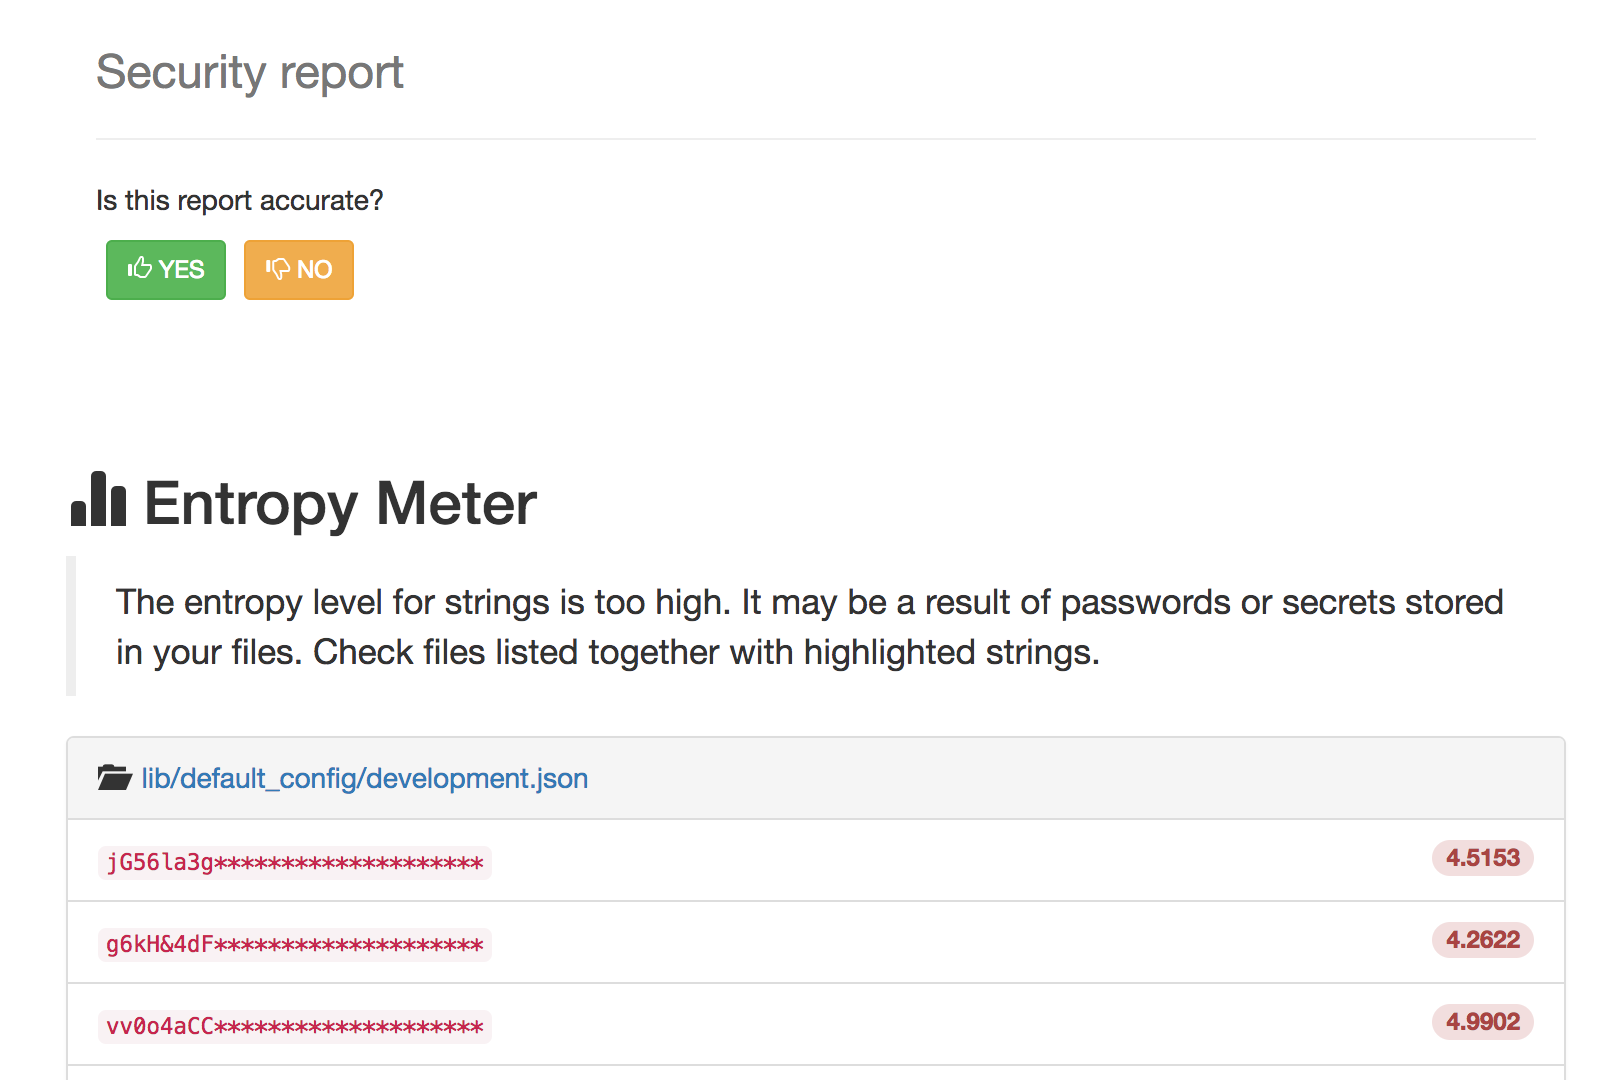 Security report
Is this report accurate?
YES NO
Entropy Meter
The entropy level for strings is too high. It may be a result of passwords or secrets stored
in your files. Check files listed together with highlighted strings.
lib/default_config/development.json
jG56la3g******************** 4.5153
g6kH&4dF******************** 4.2622
vv0o4aCC******************** 4.9902